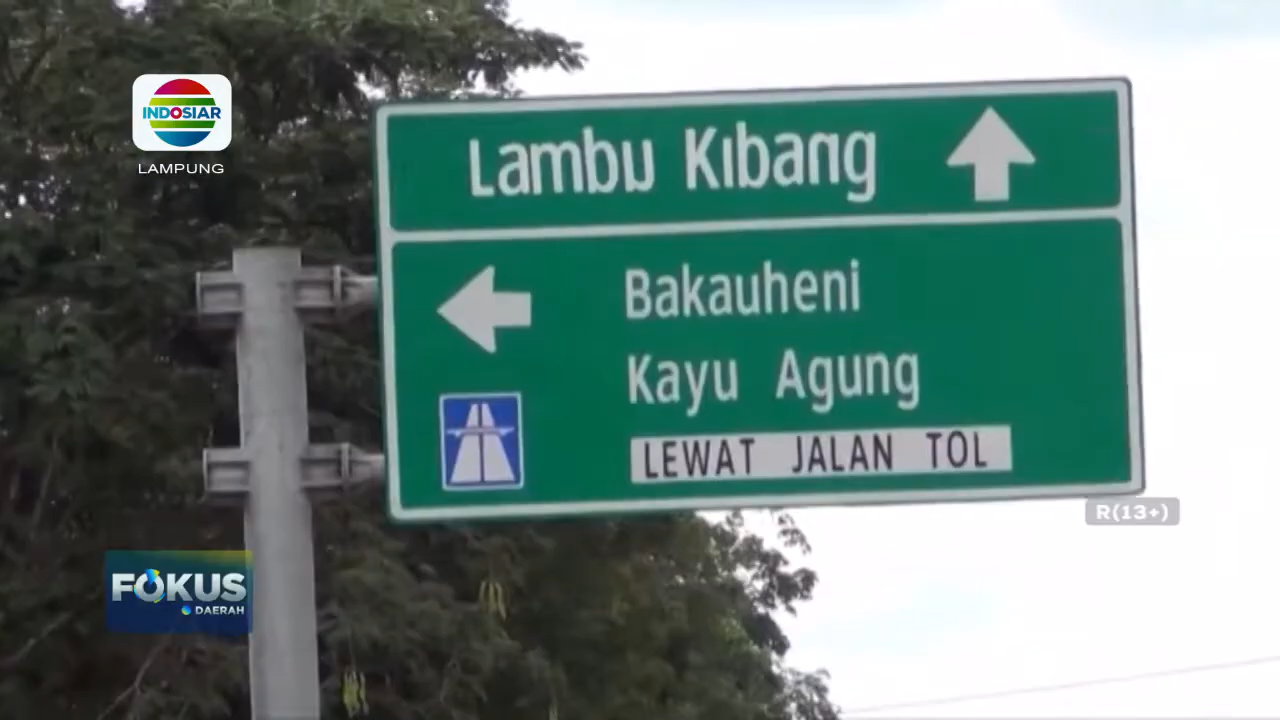 INDOSIAR
LAMPUNG
Lambu Kibang
Bakauheni
Kayu Agung
LEWAT JALAN TOL
R(13+)
FOKUS
DAERAH